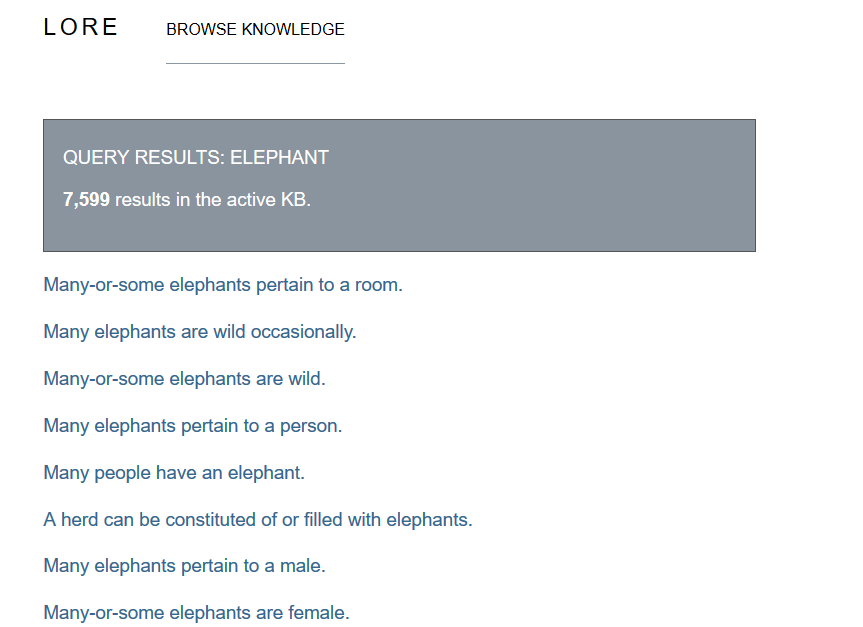 LORE
BROWSE KNOWLEDGE
QUERY RESULTS: ELEPHANT
7,599 results in the active KB.
Many-or-some elephants pertain to a room.
Many elephants are wild occasionally.
Many-or-some elephants are wild.
Many elephants pertain to a person.
Many people have an elephant.
A herd can be constituted of or filled with elephants.
Many elephants pertain to a male.
Many-or-some elephants are female.